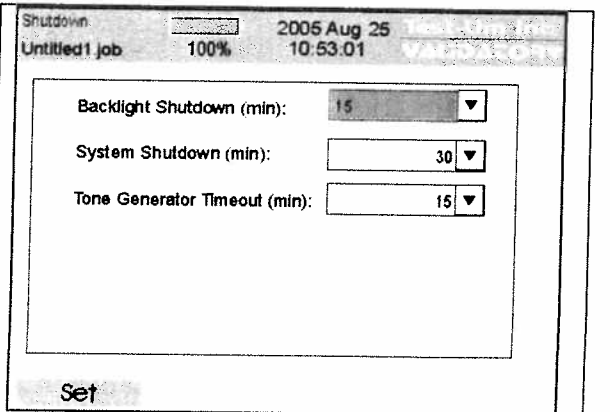 Shutdown
2005 Aug 25
Untitled1 job 100% 10:53:01
Backlight Shutdown (min): 15
System Shutdown (min): 30
Tone Generator Timeout (min): 15
Set